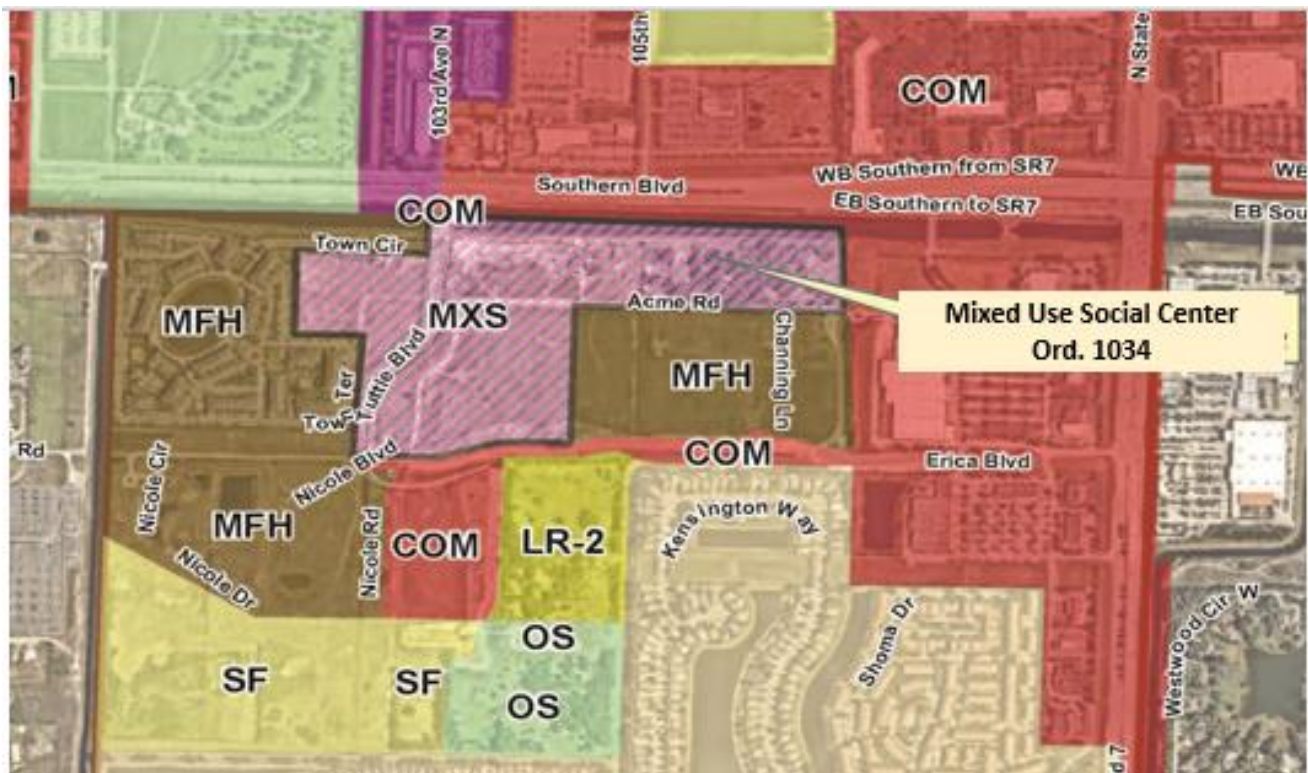 103rd Ave N
105th
N State
COM
WB Southern from SR7
Southern Blvd
EB Southern to SR7
WB
EB Sou
COM
Town Cir
MFH
MXS
Acme Rd
Channing Ln
MFH
Mixed Use Social Center
Ord. 1034
Tuttle Blvd
Town Ter
Rd
Nicole Cir
Nicole Blvd
COM
Erica Blvd
MFH
Nicole Rd
COM
LR-2
Kensington Way
Nicole Dr
Shoma Dr
Westwood Cir W
SF
SF
OS
OS
d 7